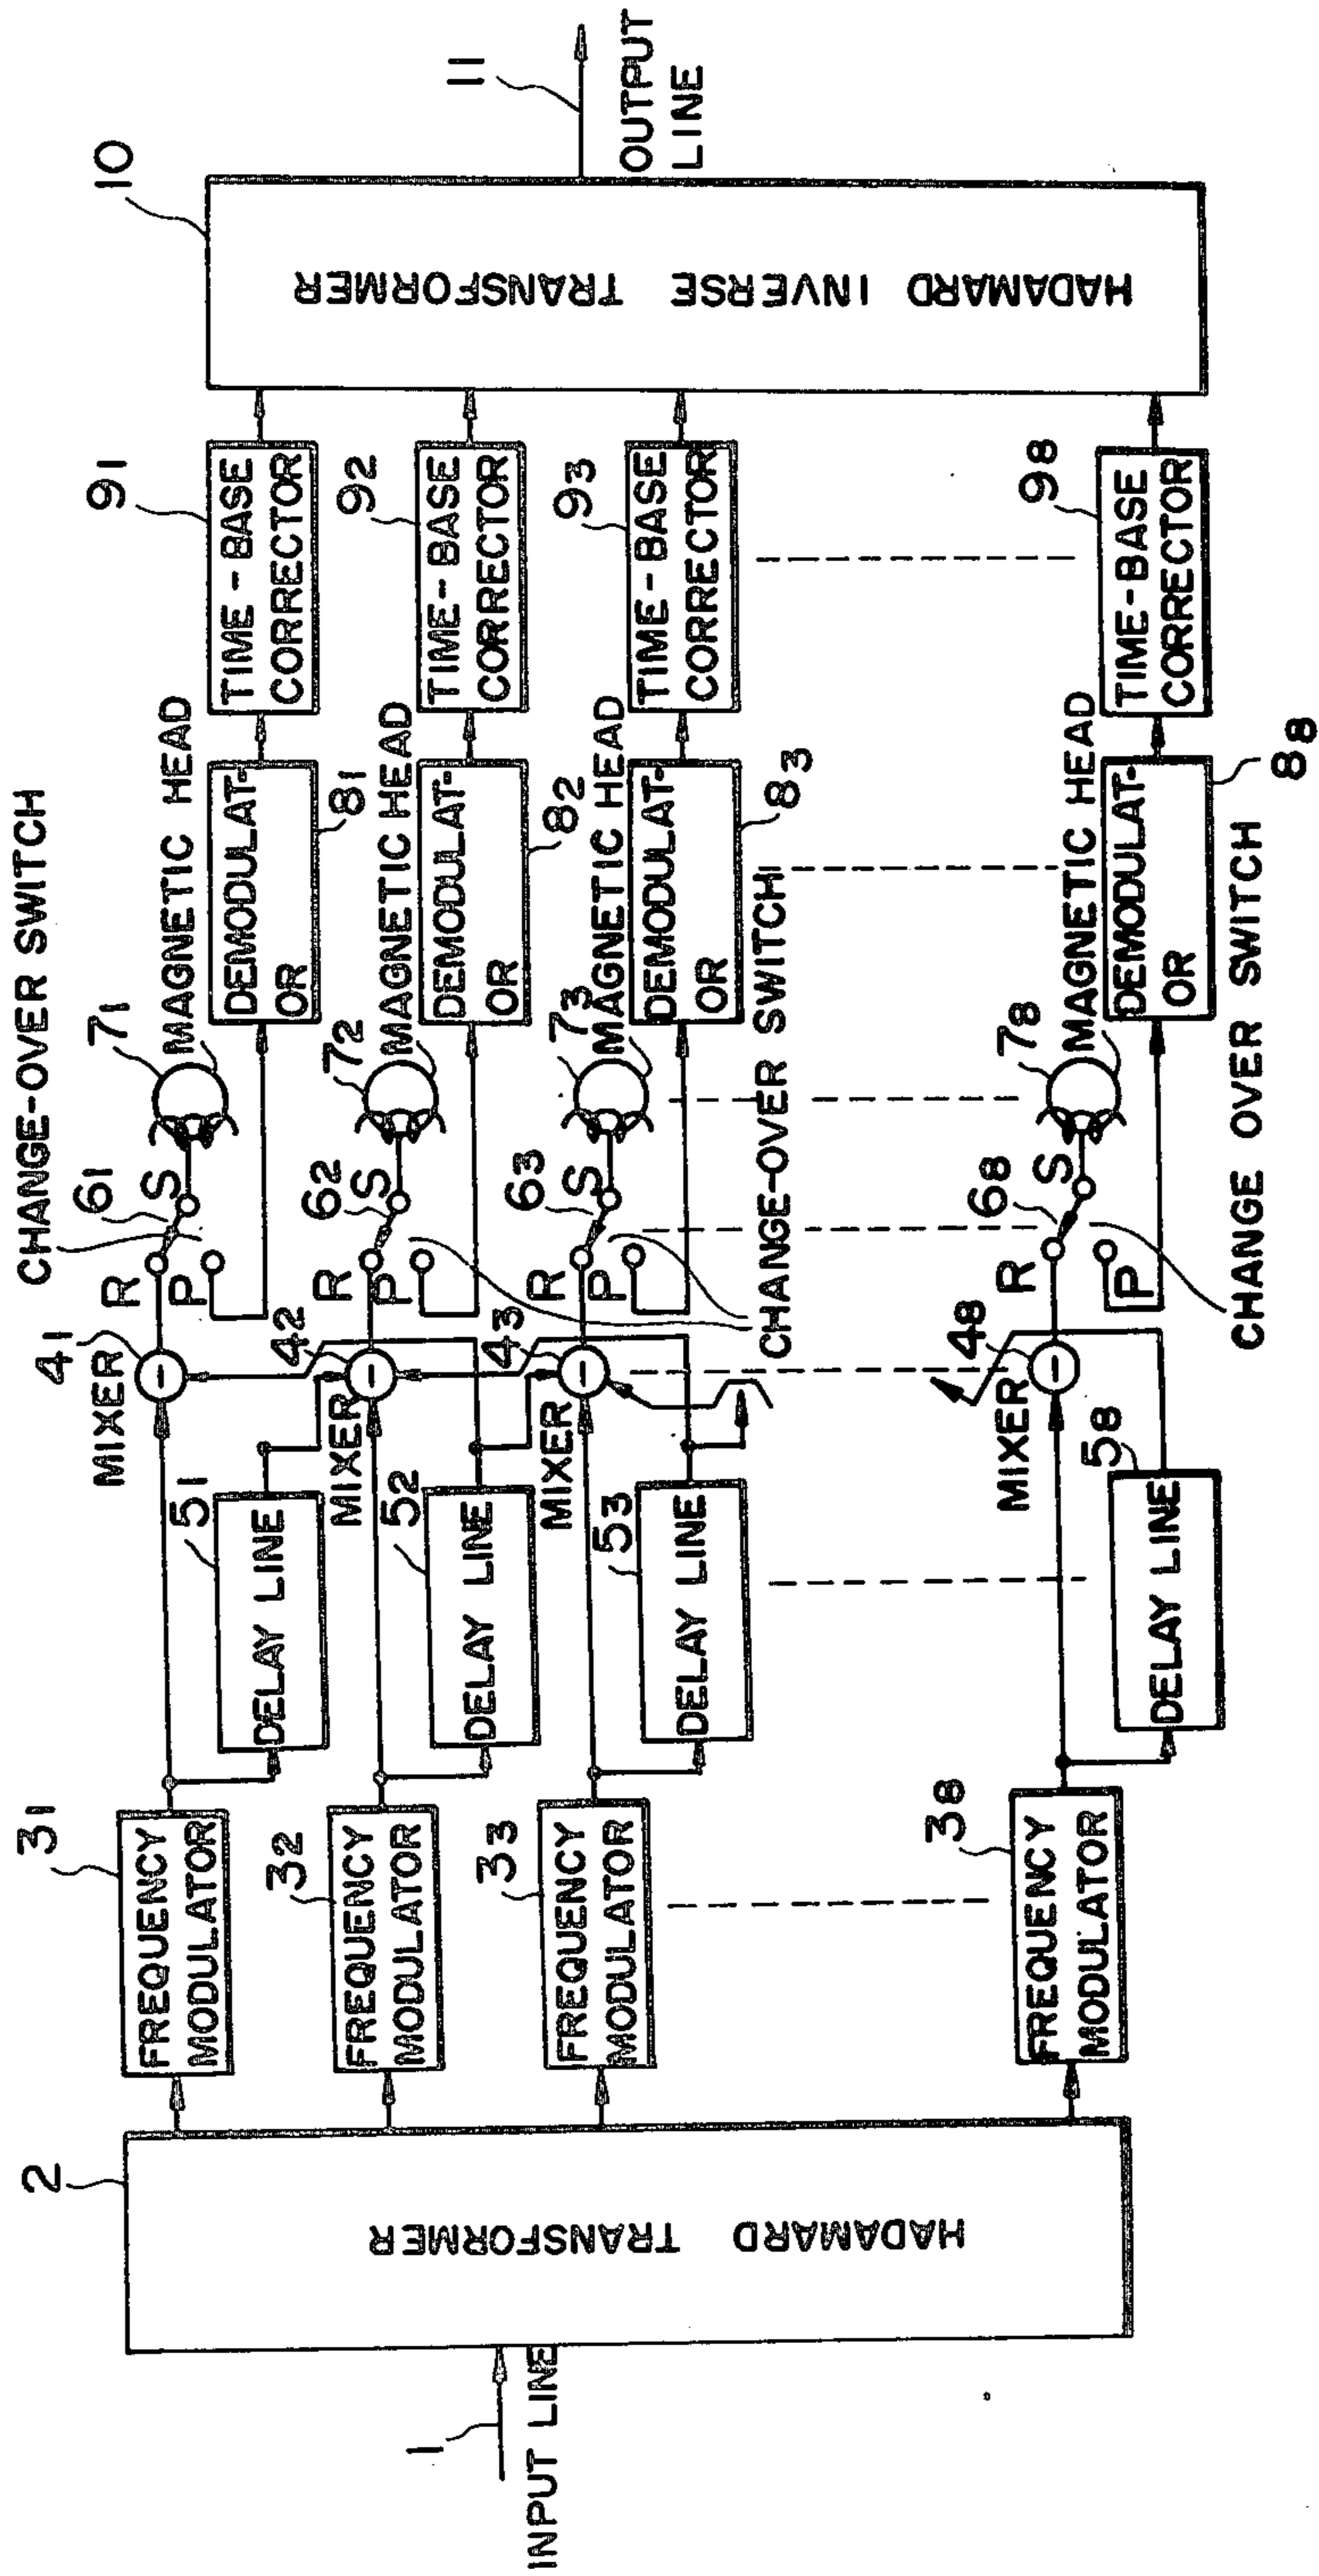 1
INPUT LINE
2
HADAMARD
TRANSFORMER
31
FREQUENCY
MODULATOR
32
FREQUENCY
MODULATOR
33
FREQUENCY
MODULATOR
38
FREQUENCY
MODULATOR
51
DELAY LINE
52
DELAY LINE
53
DELAY LINE
58
DELAY LINE
MIXER
41
MIXER
42
MIXER
43
MIXER
48
CHANGE-OVER SWITCH
R
61
S
P
R
62
S
P
R
63
S
P
CHANGE-OVER SWITCH
R
68
S
P
CHANGE OVER SWITCH
71
MAGNETIC HEAD
72
MAGNETIC HEAD
73
MAGNETIC HEAD
78
MAGNETIC HEAD
DEMODULAT-
OR
81
DEMODULAT-
OR
82
DEMODULAT-
OR
83
DEMODULAT-
OR
88
91
TIME-BASE
CORRECTOR
92
TIME-BASE
CORRECTOR
93
TIME-BASE
CORRECTOR
98
TIME-BASE
CORRECTOR
10
HADAMARD INVERSE TRANSFORMER
11
OUTPUT
LINE